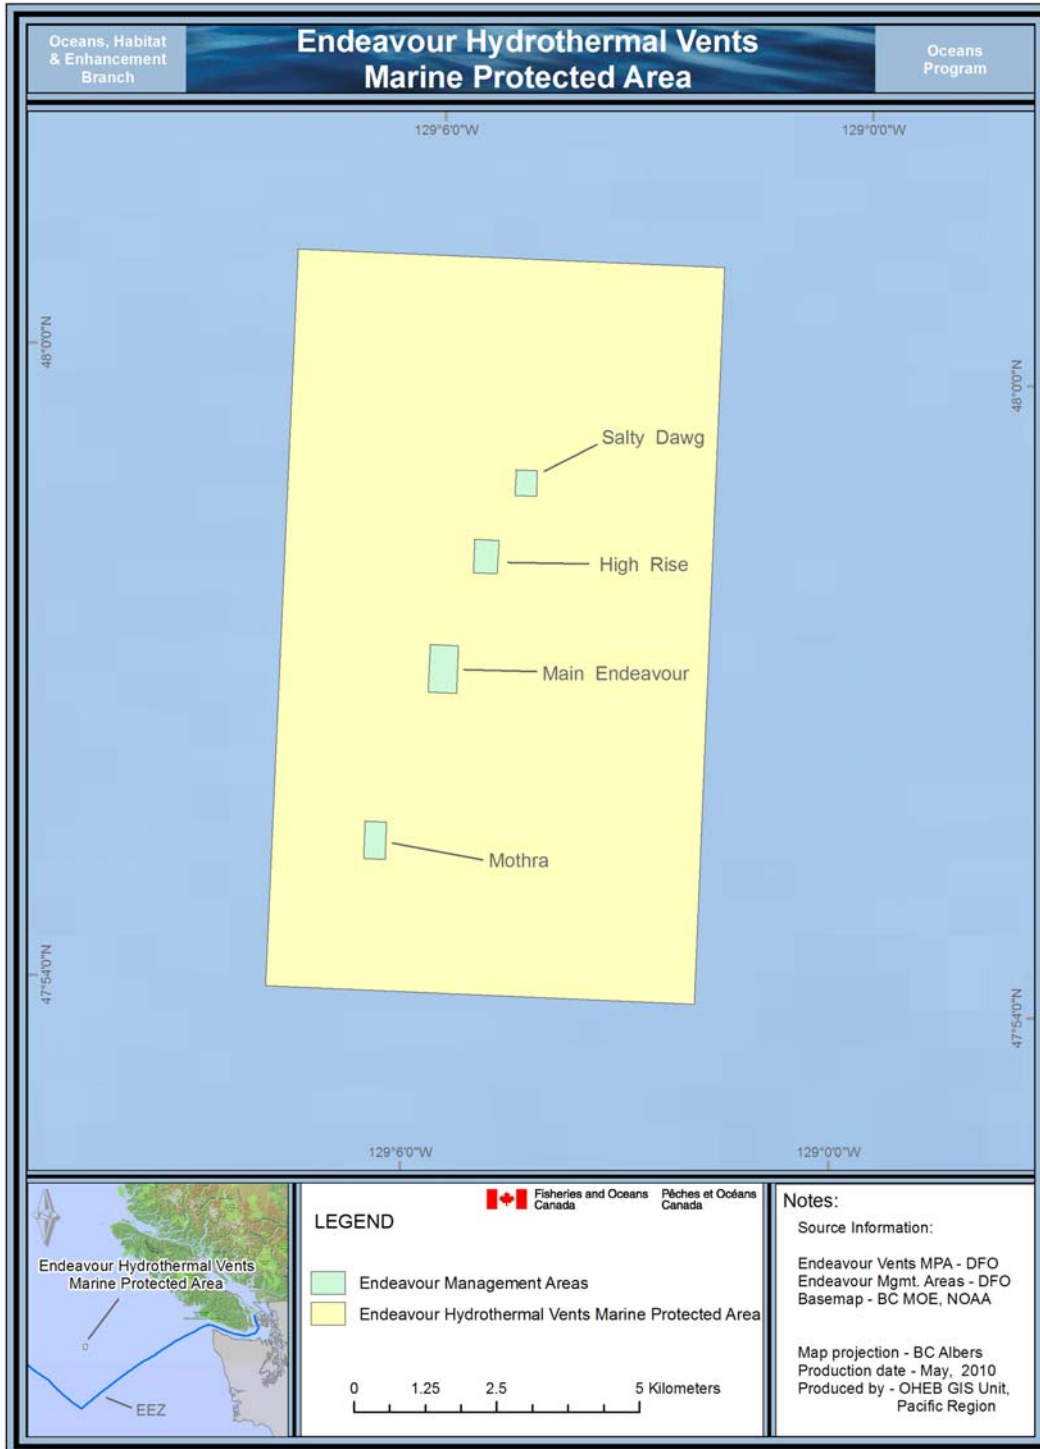 Oceans, Habitat
& Enhancement
Branch
Endeavour Hydrothermal Vents
Marine Protected Area
Oceans
Program
129°6'0"W
129°0'0"W
48°0'0"N
48°0'0"N
Salty Dawg
High Rise
Main Endeavour
Mothra
47°54'0"N
47°54'0"N
129°6'0"W
129°0'0"W
Endeavour Hydrothermal Vents
Marine Protected Area
EEZ
LEGEND
Fisheries and Oceans
Canada
Pêches et Océans
Canada
Endeavour Management Areas
Endeavour Hydrothermal Vents Marine Protected Area
0 1.25 2.5 5 Kilometers
Notes:
Source Information:
Endeavour Vents MPA - DFO
Endeavour Mgmt. Areas - DFO
Basemap - BC MOE, NOAA
Map projection - BC Albers
Production date - May, 2010
Produced by - OHEB GIS Unit,
Pacific Region